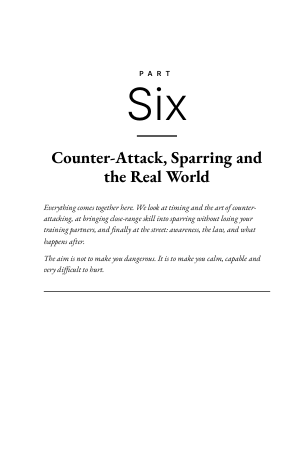 PART
Six
Counter-Attack, Sparring and
the Real World
Everything comes together here. We look at timing and the art of counter-
attacking, at bringing close-range skill into sparring without losing your
training partners, and finally at the street: awareness, the law, and what
happens after.
The aim is not to make you dangerous. It is to make you calm, capable and
very difficult to hurt.